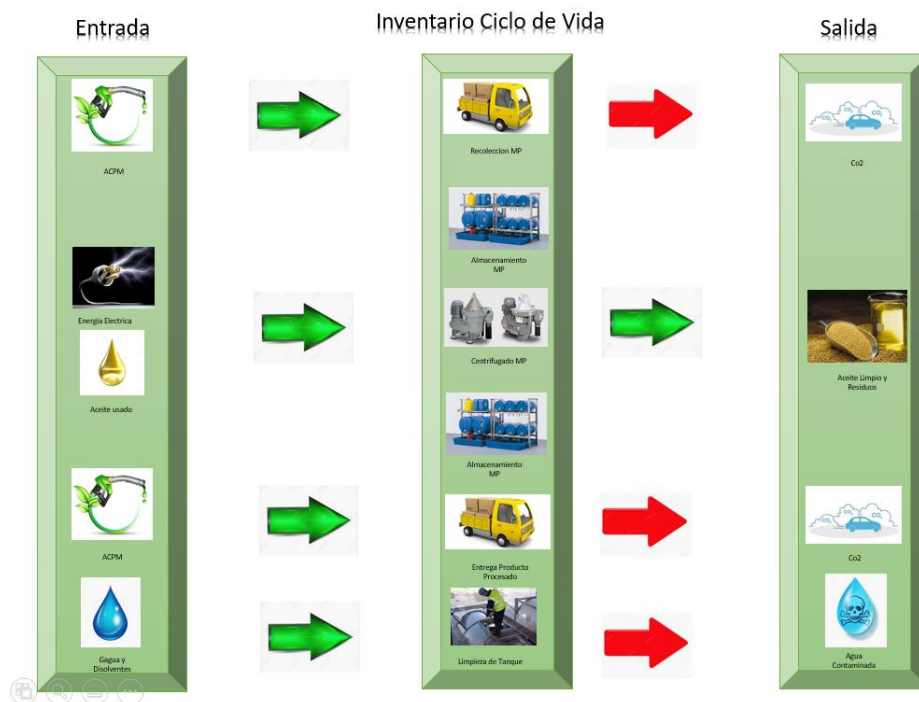 Entrada
Inventario Ciclo de Vida
Salida
ACPM
Recoleccion MP
Co2
Almacenamiento
MP
Energia Electrica
Centrifugado MP
Aceite Limpio y
Residuos
Aceite usado
Almacenamiento
MP
ACPM
Entrega Producto
Procesado
Co2
Gagua y
Disolventes
Limpieza de Tanque
Agua
Contaminada